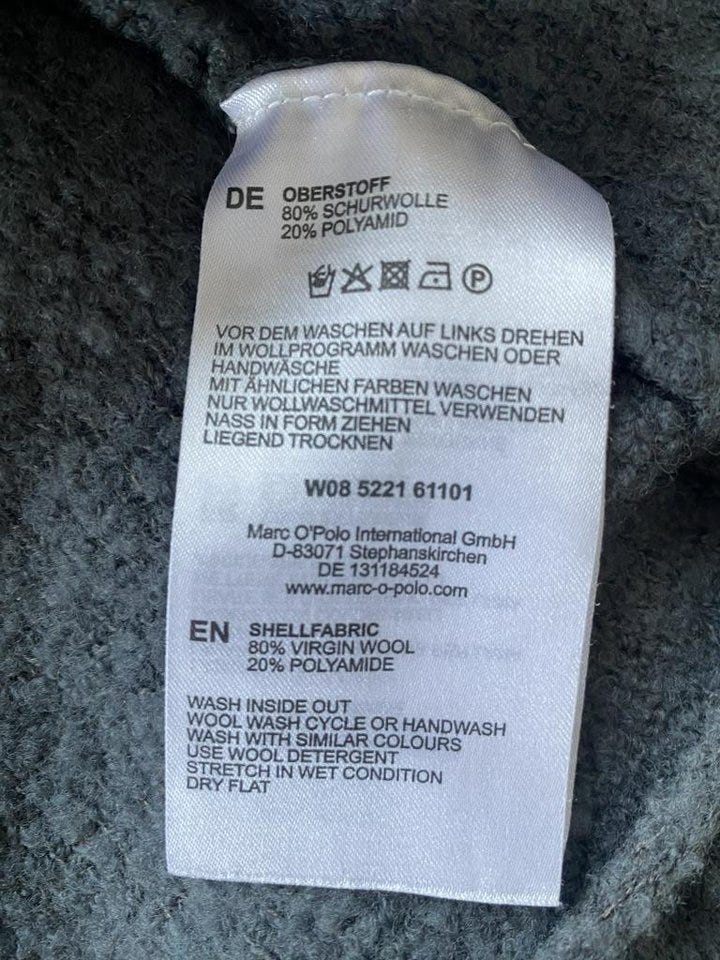 DE OBERSTOFF
80% SCHURWOLLE
20% POLYAMID
P
VOR DEM WASCHEN AUF LINKS DREHEN
IM WOLLPROGRAMM WASCHEN ODER
HANDWÄSCHE
MIT ÄHNLICHEN FARBEN WASCHEN
NUR WOLLWASCHMITTEL VERWENDEN
NASS IN FORM ZIEHEN
LIEGEND TROCKNEN
W08 5221 61101
Marc O'Polo International GmbH
D-83071 Stephanskirchen
DE 131184524
www.marc-o-polo.com
EN SHELLFABRIC
80% VIRGIN WOOL
20% POLYAMIDE
WASH INSIDE OUT
WOOL WASH CYCLE OR HANDWASH
WASH WITH SIMILAR COLOURS
USE WOOL DETERGENT
STRETCH IN WET CONDITION
DRY FLAT